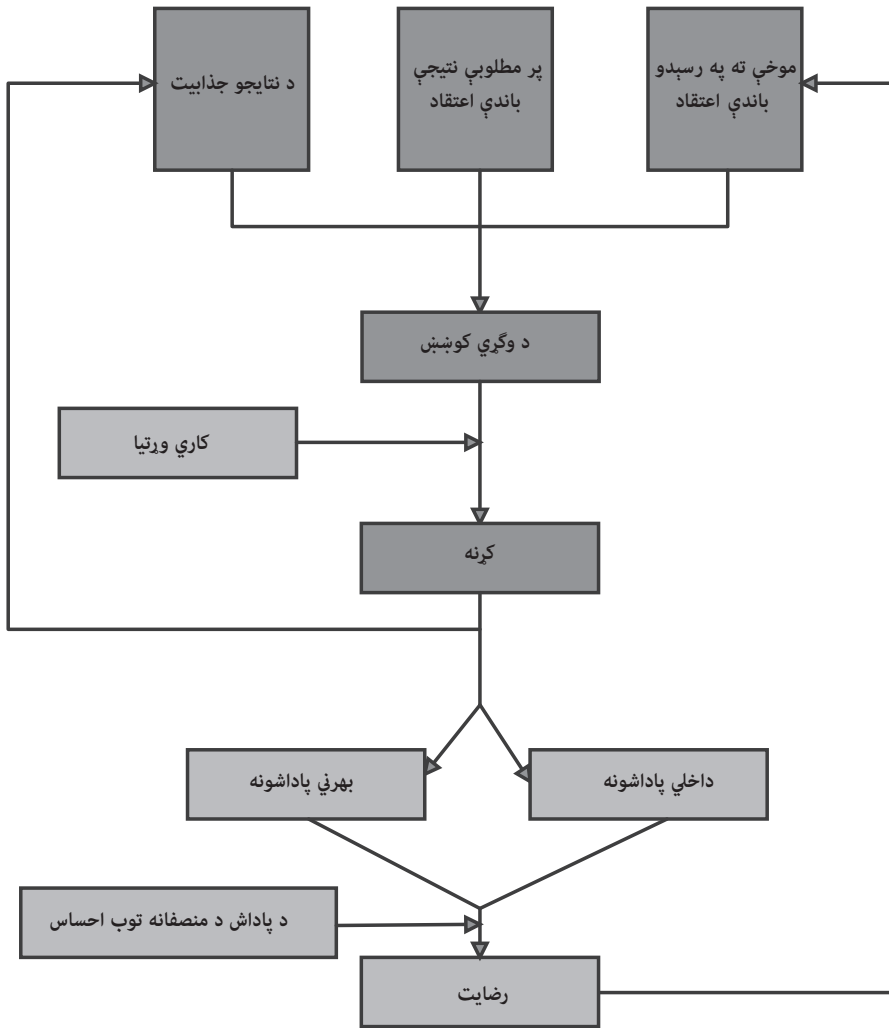 موخې ته په رسېدو
باندې اعتقاد
پر مطلوبې نتیجې
باندې اعتقاد
د نتایجو جذابیت
د وګړي کوښښ
کاري وړتیا
کړنه
داخلي پاداشونه
بهرني پاداشونه
د پاداش د منصفانه توب احساس
رضایت